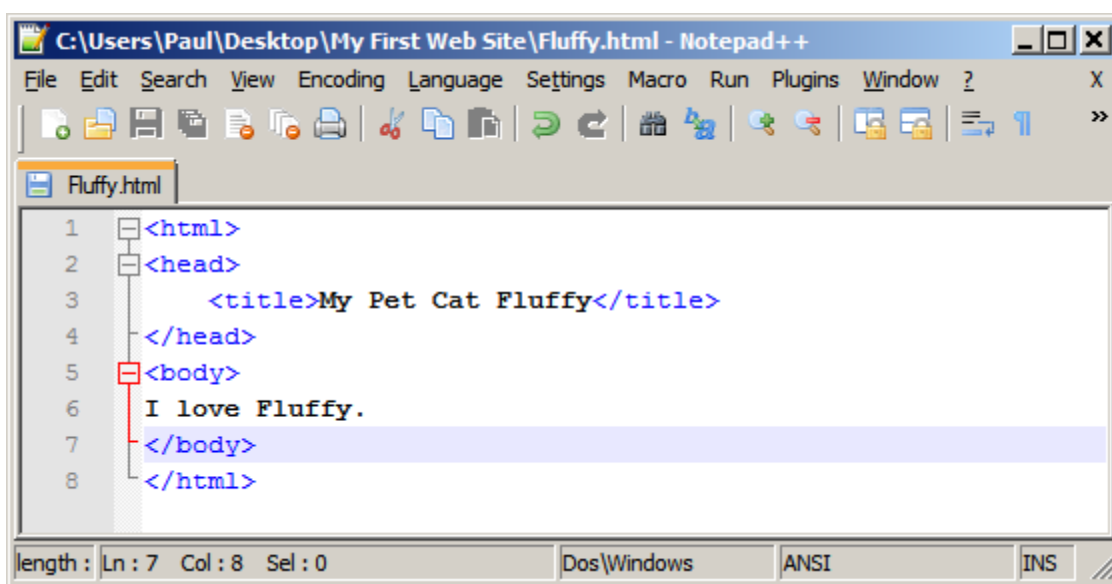 C:\Users\Paul\Desktop\My First Web Site\Fluffy.html - Notepad++
File Edit Search View Encoding Language Settings Macro Run Plugins Window ? X
Fluffy.html
1 <html>
2 <head>
3 <title>My Pet Cat Fluffy</title>
4 </head>
5 <body>
6 I love Fluffy.
7 </body>
8 </html>
length : Ln : 7 Col : 8 Sel : 0 Dos\Windows ANSI INS